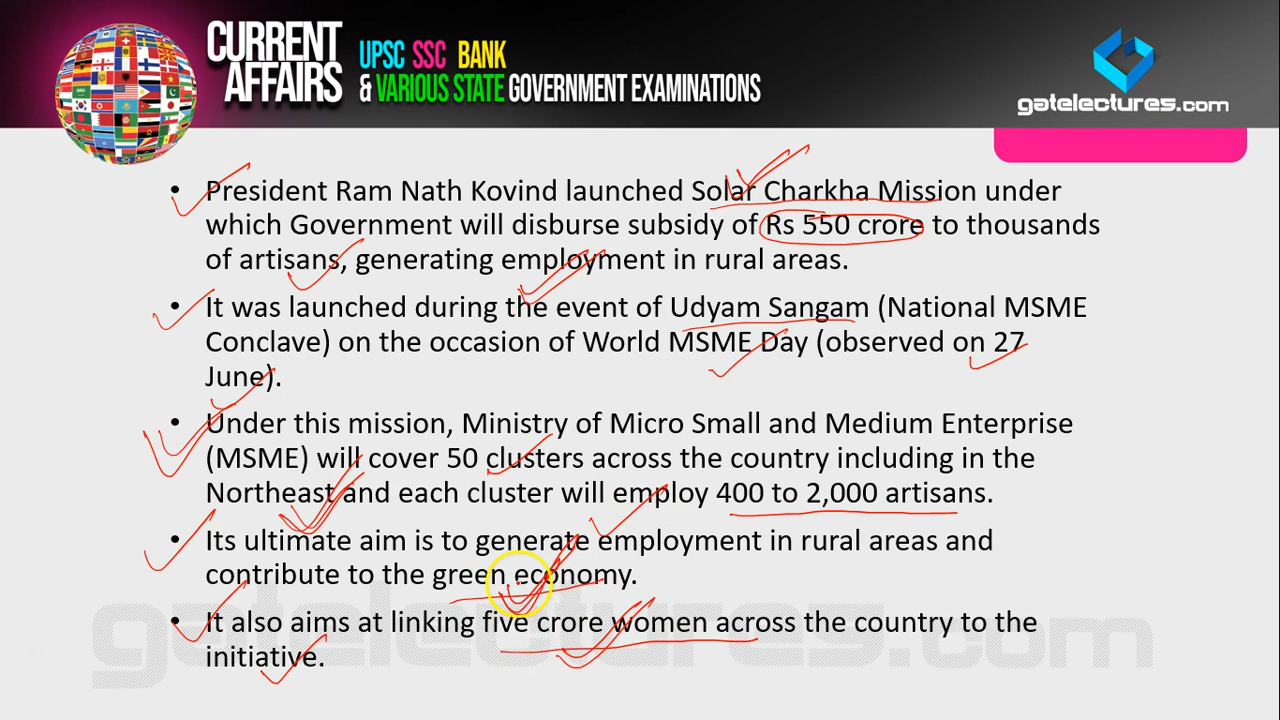 CURRENT
AFFAIRS
UPSC SSC BANK
& VARIOUS STATE GOVERNMENT EXAMINATIONS
gatelectures.com
• President Ram Nath Kovind launched Solar Charkha Mission under
which Government will disburse subsidy of Rs 550 crore to thousands
of artisans, generating employment in rural areas.
• It was launched during the event of Udyam Sangam (National MSME
Conclave) on the occasion of World MSME Day (observed on 27
June).
• Under this mission, Ministry of Micro Small and Medium Enterprise
(MSME) will cover 50 clusters across the country including in the
Northeast and each cluster will employ 400 to 2,000 artisans.
• Its ultimate aim is to generate employment in rural areas and
contribute to the green economy.
• It also aims at linking five crore women across the country to the
initiative.
gatelectures.com